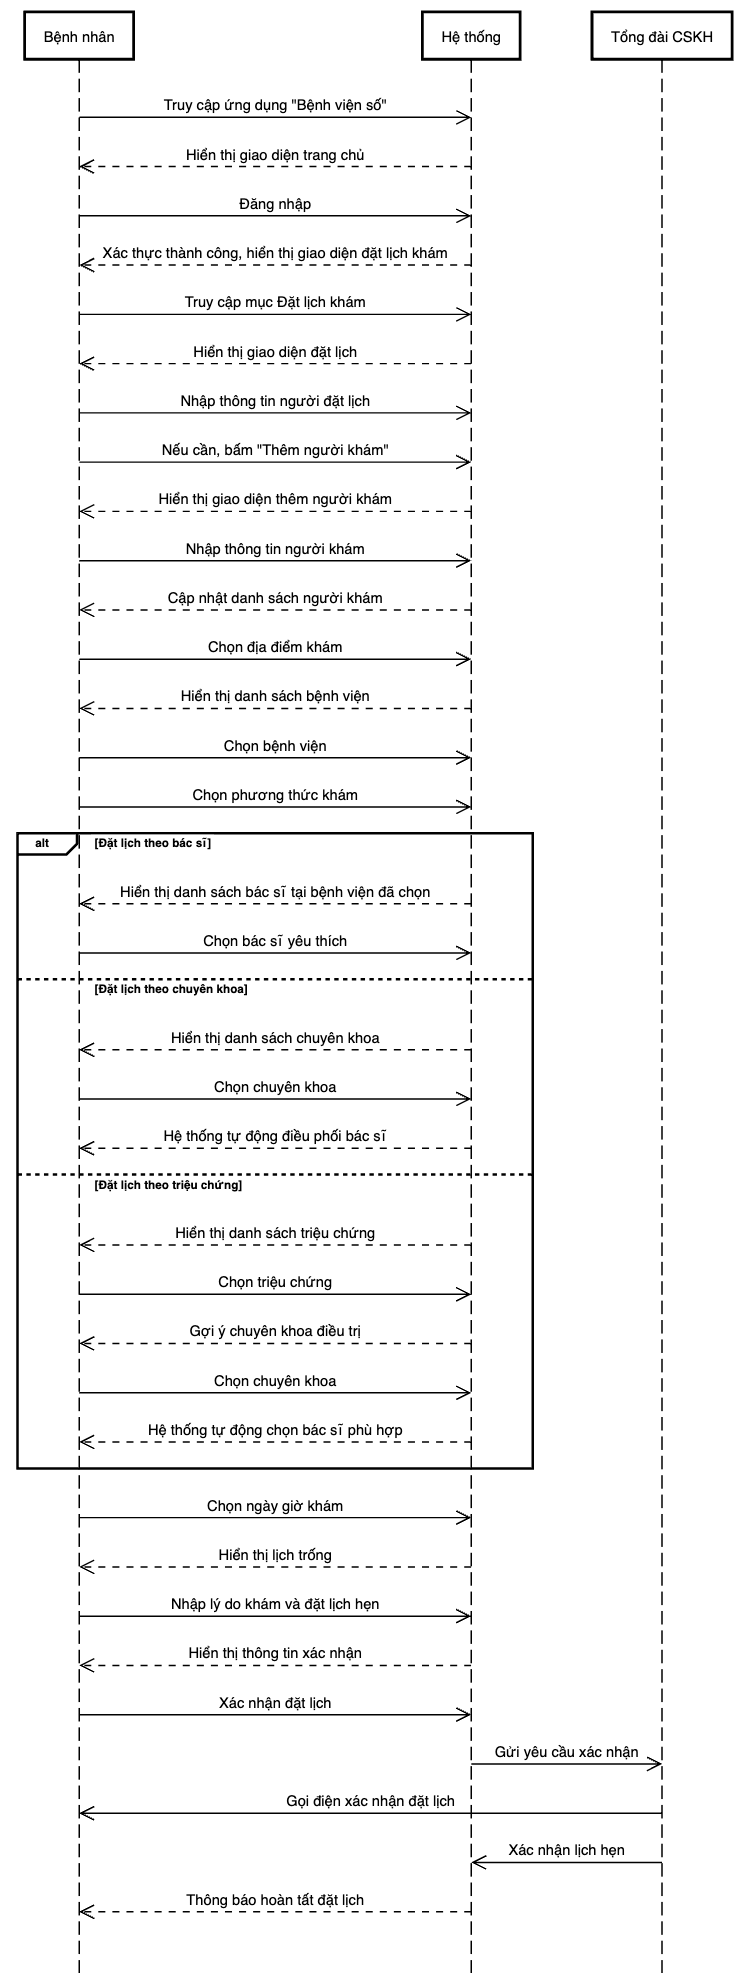 Bệnh nhân
Hệ thống
Tổng đài CSKH
Truy cập ứng dụng "Bệnh viện số"
Hiển thị giao diện trang chủ
Đăng nhập
Xác thực thành công, hiển thị giao diện đặt lịch khám
Truy cập mục Đặt lịch khám
Hiển thị giao diện đặt lịch
Nhập thông tin người đặt lịch
Nếu cần, bấm "Thêm người khám"
Hiển thị giao diện thêm người khám
Nhập thông tin người khám
Cập nhật danh sách người khám
Chọn địa điểm khám
Hiển thị danh sách bệnh viện
Chọn bệnh viện
Chọn phương thức khám
alt
[Đặt lịch theo bác sĩ]
Hiển thị danh sách bác sĩ tại bệnh viện đã chọn
Chọn bác sĩ yêu thích
[Đặt lịch theo chuyên khoa]
Hiển thị danh sách chuyên khoa
Chọn chuyên khoa
Hệ thống tự động điều phối bác sĩ
[Đặt lịch theo triệu chứng]
Hiển thị danh sách triệu chứng
Chọn triệu chứng
Gợi ý chuyên khoa điều trị
Chọn chuyên khoa
Hệ thống tự động chọn bác sĩ phù hợp
Chọn ngày giờ khám
Hiển thị lịch trống
Nhập lý do khám và đặt lịch hẹn
Hiển thị thông tin xác nhận
Xác nhận đặt lịch
Gửi yêu cầu xác nhận
Gọi điện xác nhận đặt lịch
Xác nhận lịch hẹn
Thông báo hoàn tất đặt lịch